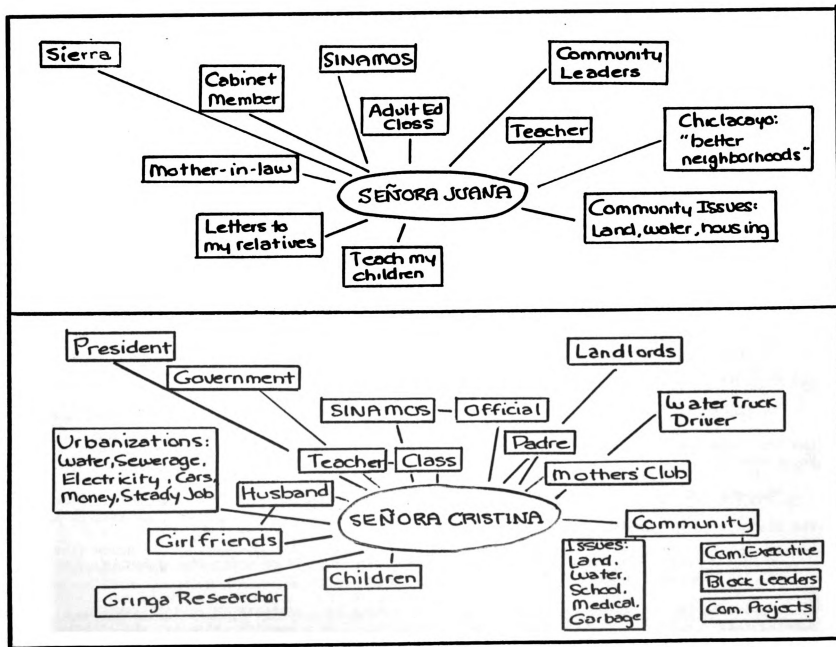 Sierra
Cabinet
Member
SINAMOS
Adult Ed
Class
Community
Leaders
Teacher
Chiclacayo:
"better
neighborhoods"
Mother-in-law
SEÑORA JUANA
Letters to
my relatives
Teach my
children
Community Issues:
Land, water, housing
President
Government
SINAMOS
Official
Landlords
Water Truck
Driver
Urbanizations:
Water, Sewerage,
Electricity, Cars,
Money, Steady Job
Teacher
Class
Padre
Mothers' Club
Husband
SEÑORA CRISTINA
Girlfriends
Children
Gringa Researcher
Community
Issues:
Land,
Water,
School,
Medical,
Garbage
Com. Executive
Block Leaders
Com. Projects